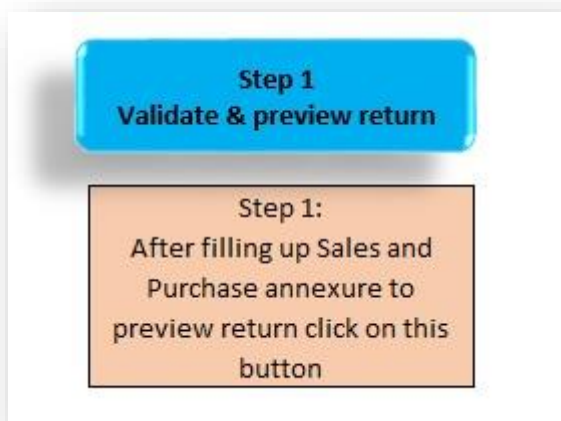 Step 1
Validate & preview return
Step 1:
After filling up Sales and
Purchase annexure to
preview return click on this
button